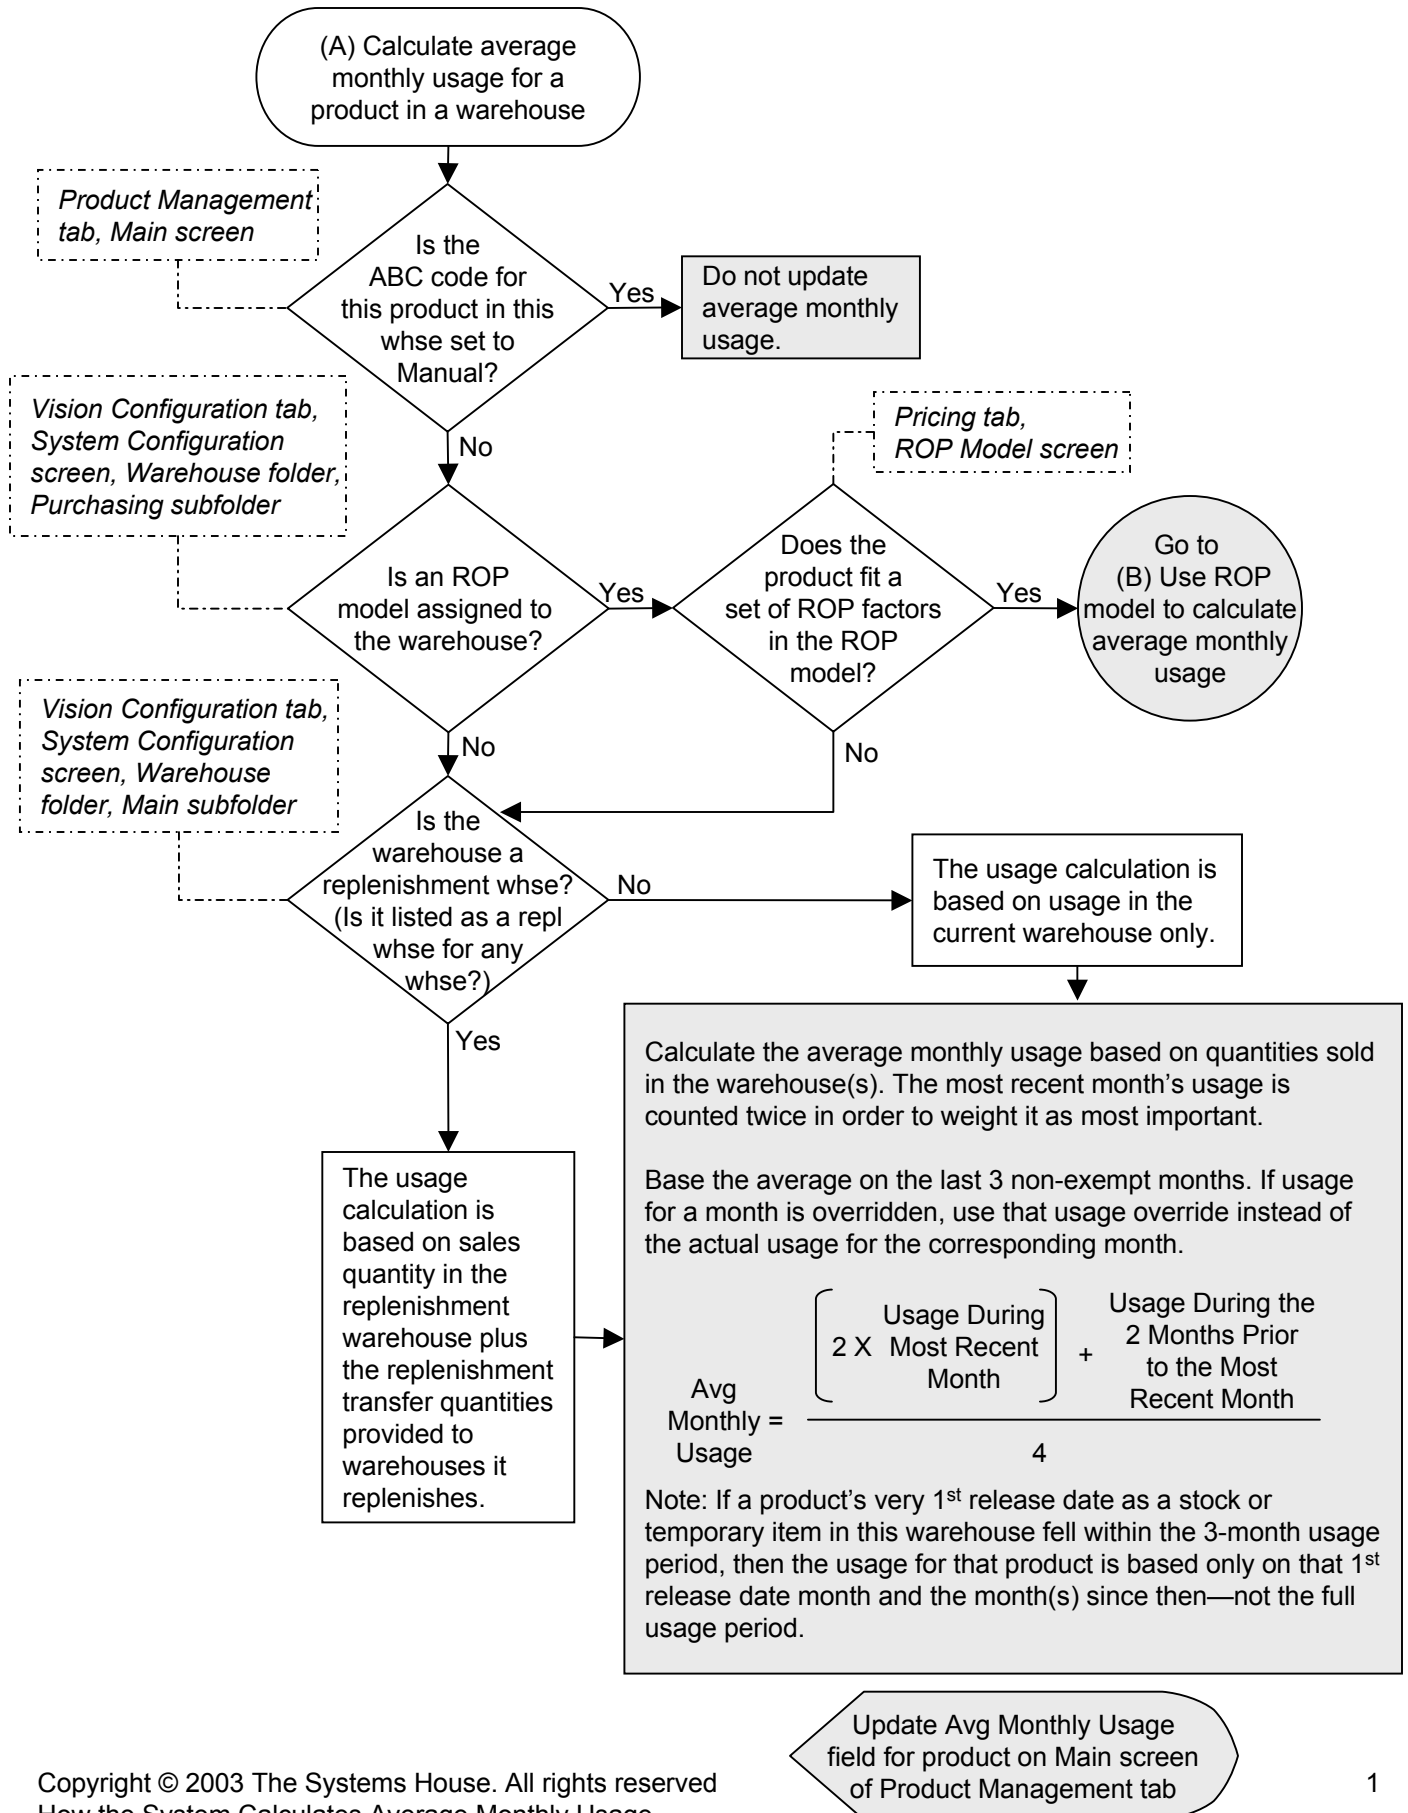 (A) Calculate average
monthly usage for a
product in a warehouse
Product Management
tab, Main screen
Is the
ABC code for
this product in this
whse set to
Manual?
Yes
Do not update
average monthly
usage.
No
Vision Configuration tab,
System Configuration
screen, Warehouse folder,
Purchasing subfolder
Pricing tab,
ROP Model screen
Is an ROP
model assigned to
the warehouse?
Yes
Does the
product fit a
set of ROP factors
in the ROP
model?
Yes
Go to
(B) Use ROP
model to calculate
average monthly
usage
No
No
Vision Configuration tab,
System Configuration
screen, Warehouse
folder, Main subfolder
Is the
warehouse a
replenishment whse?
(Is it listed as a repl
whse for any
whse?)
No
The usage calculation is
based on usage in the
current warehouse only.
Yes
The usage
calculation is
based on sales
quantity in the
replenishment
warehouse plus
the replenishment
transfer quantities
provided to
warehouses it
replenishes.
Calculate the average monthly usage based on quantities sold
in the warehouse(s). The most recent month’s usage is
counted twice in order to weight it as most important.
Base the average on the last 3 non-exempt months. If usage
for a month is overridden, use that usage override instead of
the actual usage for the corresponding month.
Avg
Monthly =
Usage
2 X
Usage During
Most Recent
Month
+
Usage During the
2 Months Prior
to the Most
Recent Month
4
Note: If a product’s very 1st release date as a stock or
temporary item in this warehouse fell within the 3-month usage
period, then the usage for that product is based only on that 1st
release date month and the month(s) since then—not the full
usage period.
Update Avg Monthly Usage
field for product on Main screen
of Product Management tab
Copyright © 2003 The Systems House. All rights reserved
How the System Calculates Average Monthly Usage
1